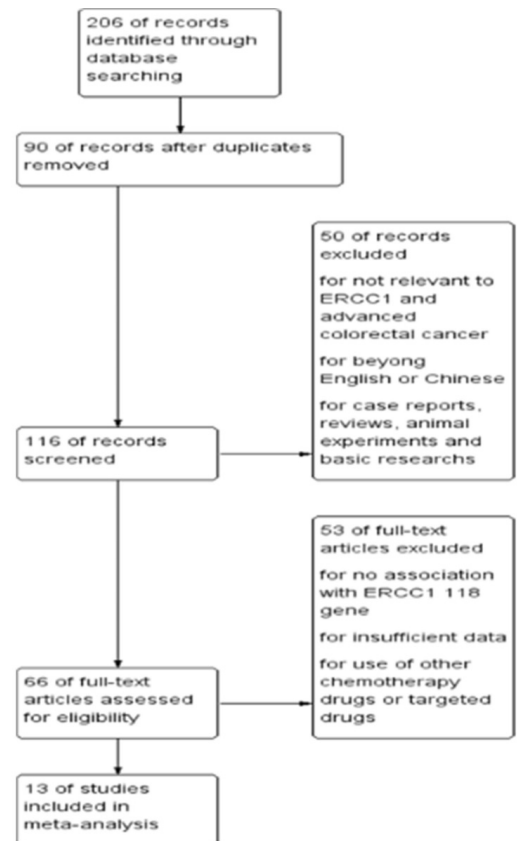 206 of records
identified through
database
searching
90 of records after duplicates
removed
50 of records
excluded
for not relevant to
ERCC1 and
advanced
colorectal cancer
for beyong
English or Chinese
for case reports,
reviews, animal
experiments and
basic researchs
116 of records
screened
53 of full-text
articles excluded
for no association
with ERCC1 118
gene
for insufficient data
for use of other
chemotherapy
drugs or targeted
drugs
66 of full-text
articles assessed
for eligibility
13 of studies
included in
meta-analysis